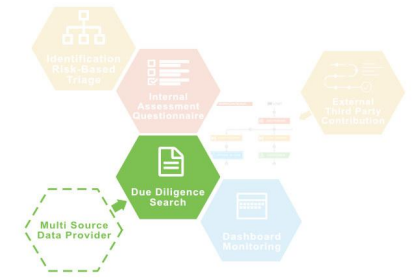 Identification
Risk-Based
Triage
Internal
Assessment
Questionnaire
External
Third Party
Contribution
Due Diligence
Search
Multi Source
Data Provider
Dashboard
Monitoring